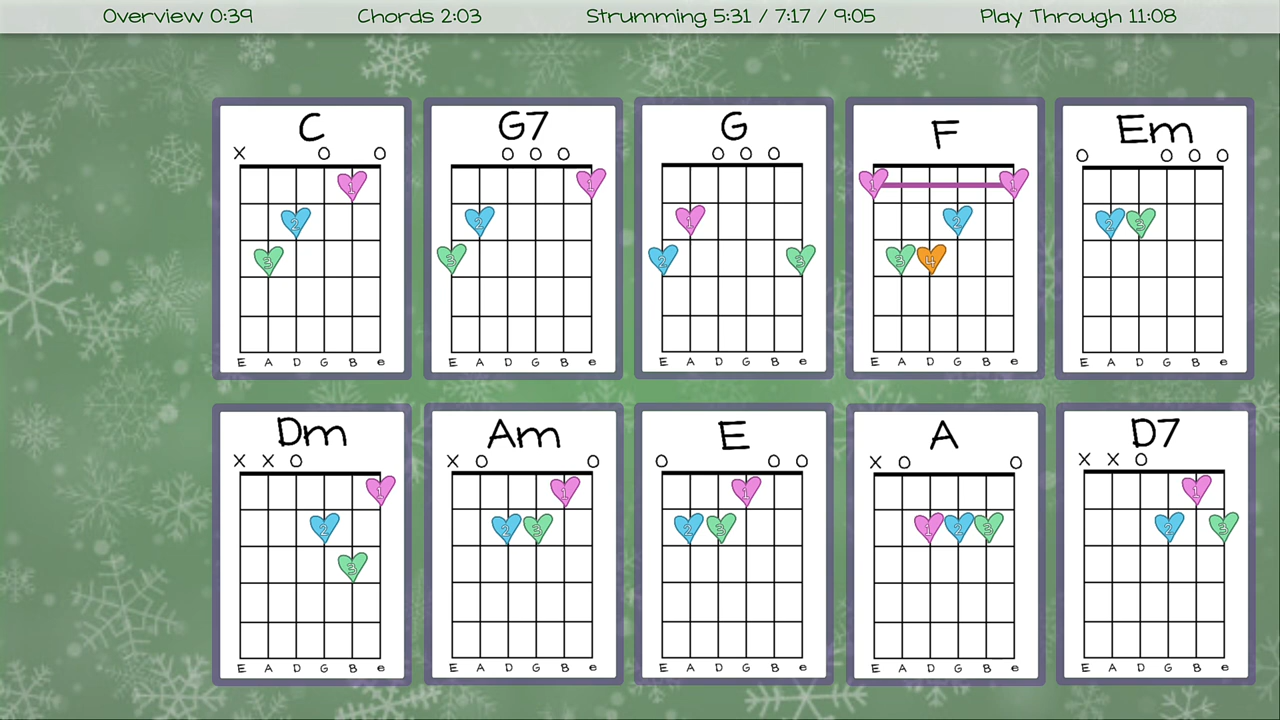 Overview 0:39 Chords 2:03 Strumming 5:31 / 7:17 / 9:05 Play Through 11:08
C G7 G F Em
X O O O O O O O O O O O O
1 1 1 1
2 2 1 2 2 3
3 3 2 3 3 4
E A D G B e E A D G B e E A D G B e E A D G B e E A D G B e
Dm Am E A D7
X X O X O O O O O X O O X X O
1 1 1 1
2 2 3 2 3 1 2 3 2 3
3
E A D G B e E A D G B e E A D G B e E A D G B e E A D G B e